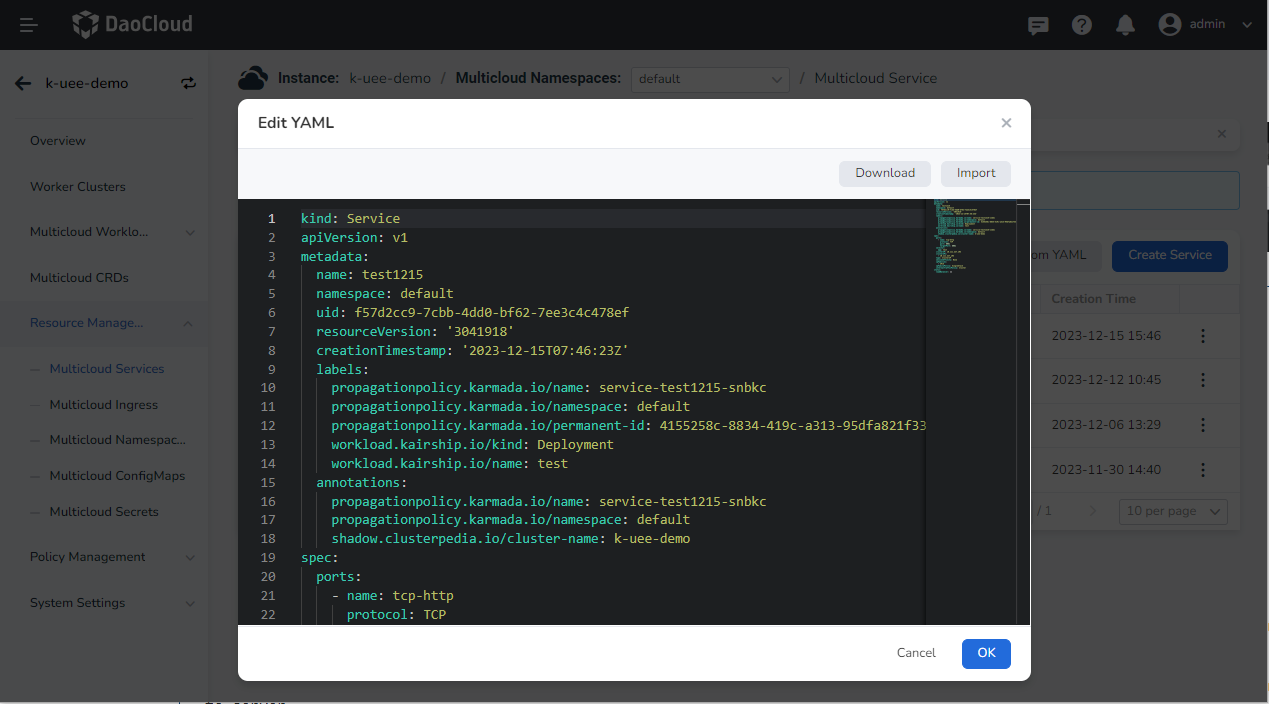 DaoCloud
admin
k-uee-demo
Instance: k-uee-demo / Multicloud Namespaces: default / Multicloud Service
Overview
Worker Clusters
Multicloud Worklo...
Multicloud CRDs
Resource Manage...
Multicloud Services
Multicloud Ingress
Multicloud Namespac...
Multicloud ConfigMaps
Multicloud Secrets
Policy Management
System Settings
Edit YAML
Download Import
1 kind: Service
2 apiVersion: v1
3 metadata:
4 name: test1215
5 namespace: default
6 uid: f57d2cc9-7cbb-4dd0-bf62-7ee3c4c478ef
7 resourceVersion: '3041918'
8 creationTimestamp: '2023-12-15T07:46:23Z'
9 labels:
10 propagationpolicy.karmada.io/name: service-test1215-snbkc
11 propagationpolicy.karmada.io/namespace: default
12 propagationpolicy.karmada.io/permanent-id: 4155258c-8834-419c-a313-95dfa821f33
13 workload.kairship.io/kind: Deployment
14 workload.kairship.io/name: test
15 annotations:
16 propagationpolicy.karmada.io/name: service-test1215-snbkc
17 propagationpolicy.karmada.io/namespace: default
18 shadow.clusterpedia.io/cluster-name: k-uee-demo
19 spec:
20 ports:
21 - name: tcp-http
22 protocol: TCP
Cancel OK
om YAML Create Service
Creation Time
2023-12-15 15:46
2023-12-12 10:45
2023-12-06 13:29
2023-11-30 14:40
/ 1 10 per page